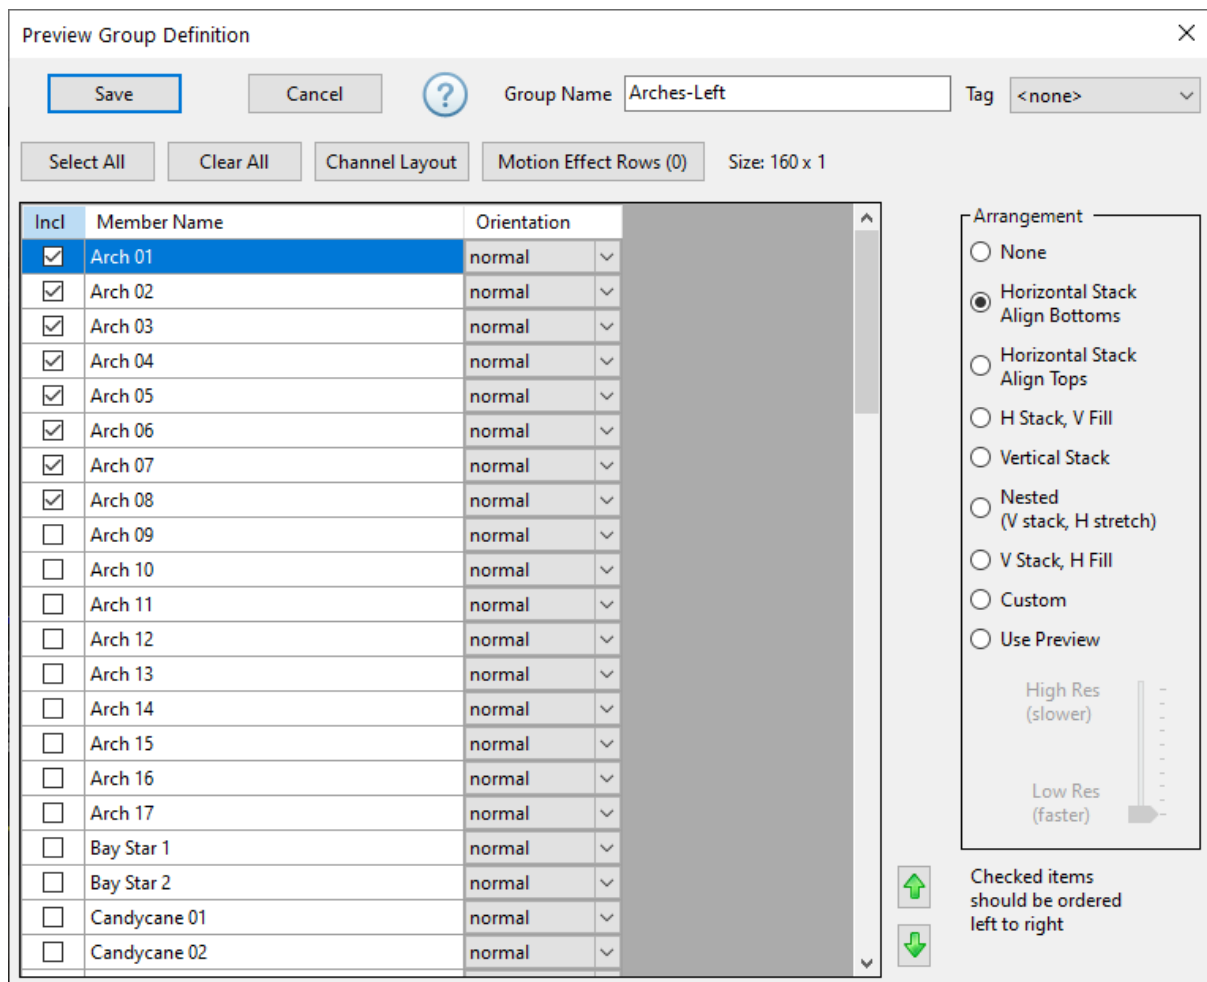 Preview Group Definition
Save
Cancel
?
Group Name
Arches-Left
Tag
<none>
Select All
Clear All
Channel Layout
Motion Effect Rows (0)
Size: 160 x 1
Incl Member Name Orientation
Arch 01 normal
Arch 02 normal
Arch 03 normal
Arch 04 normal
Arch 05 normal
Arch 06 normal
Arch 07 normal
Arch 08 normal
Arch 09 normal
Arch 10 normal
Arch 11 normal
Arch 12 normal
Arch 13 normal
Arch 14 normal
Arch 15 normal
Arch 16 normal
Arch 17 normal
Bay Star 1 normal
Bay Star 2 normal
Candycane 01 normal
Candycane 02 normal
Arrangement
None
Horizontal Stack
Align Bottoms
Horizontal Stack
Align Tops
H Stack, V Fill
Vertical Stack
Nested
(V stack, H stretch)
V Stack, H Fill
Custom
Use Preview
High Res
(slower)
Low Res
(faster)
Checked items
should be ordered
left to right